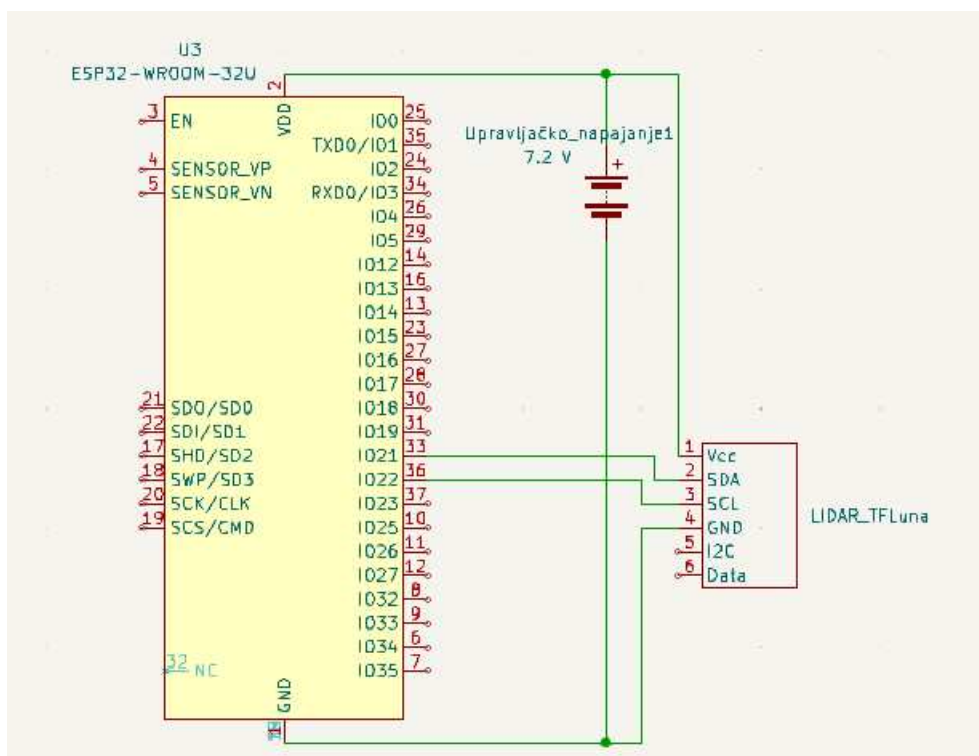 U3
ESP32-WROOM-32U
2
VDD
3 EN
4 SENSOR_VP
5 SENSOR_VN
21 SDO/SD0
22 SDI/SD1
17 SHD/SD2
18 SWP/SD3
20 SCK/CLK
19 SCS/CMD
32 NC
GND
1
IO0 25
TXD0/IO1 35
IO2 24
RXD0/IO3 34
IO4 26
IO5 29
IO12 14
IO13 16
IO14 13
IO15 23
IO16 27
IO17 28
IO18 30
IO19 31
IO21 33
IO22 36
IO23 37
IO25 10
IO26 11
IO27 12
IO32 8
IO33 9
IO34 6
IO35 7
Upravljačko_napajanje1
7.2 V
+
1 Vcc
2 SDA
3 SCL
4 GND
5 I2C
6 Data
LIDAR_TFLuna